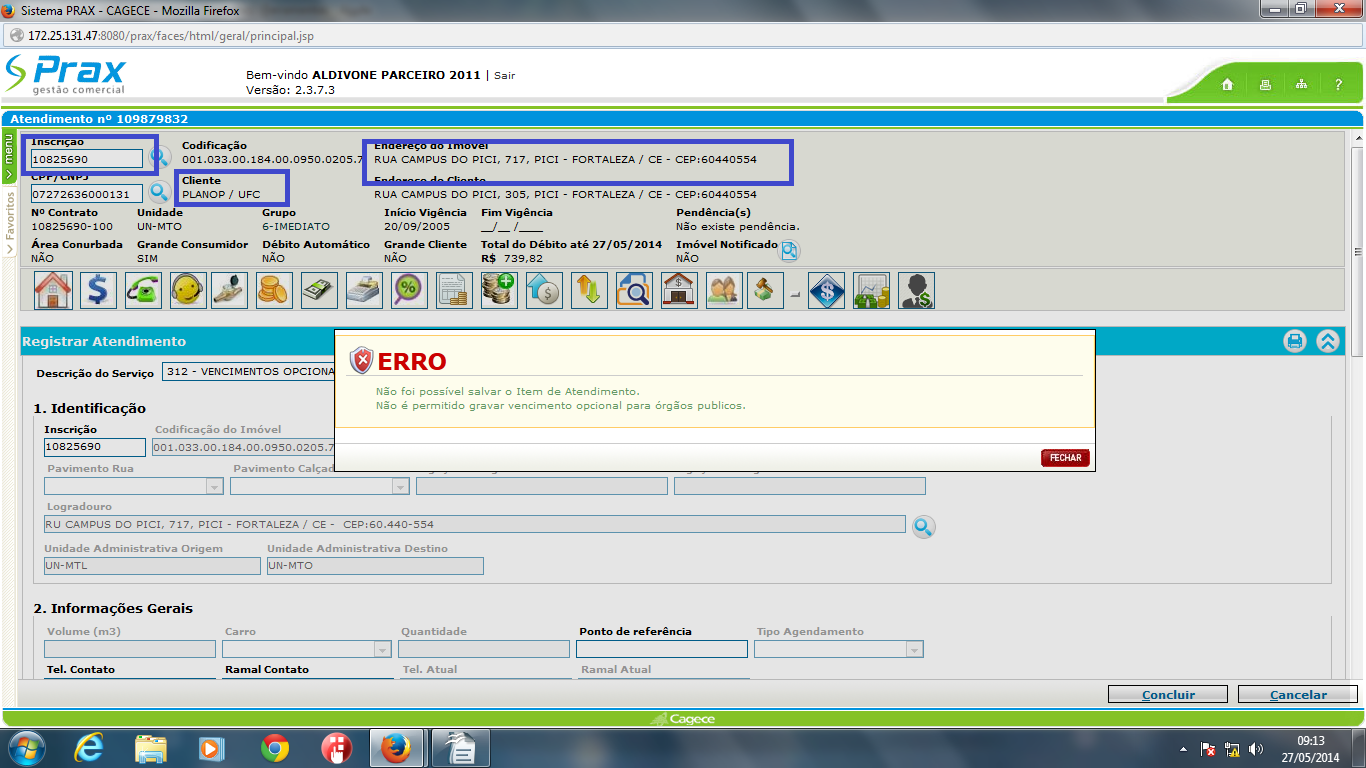 Sistema PRAX - CAGECE - Mozilla Firefox
172.25.131.47:8080/prax/faces/html/geral/principal.jsp
Prax
gestão comercial
Bem-vindo ALDIVONE PARCEIRO 2011 | Sair
Versão: 2.3.7.3
?
Atendimento nº 109879832
menu
Favoritos
Inscrição
10825690
Codificação
001.033.00.184.00.0950.0205.7
Endereço do Imóvel
RUA CAMPUS DO PICI, 717, PICI - FORTALEZA / CE - CEP:60440554
CPF/CNPJ
07272636000131
Cliente
PLANOP / UFC
Endereço do Cliente
RUA CAMPUS DO PICI, 305, PICI - FORTALEZA / CE - CEP:60440554
Nº Contrato Unidade Grupo Início Vigência Fim Vigência Pendência(s)
10825690-100 UN-MTO 6-IMEDIATO 20/09/2005 __/__ /____ Não existe pendência.
Área Conurbada Grande Consumidor Débito Automático Grande Cliente Total do Débito até 27/05/2014 Imóvel Notificado
NÃO SIM NÃO NÃO R$ 739,82 NÃO
Registrar Atendimento
Descrição do Serviço 312 - VENCIMENTOS OPCIONA
ERRO
Não foi possível salvar o Item de Atendimento.
Não é permitido gravar vencimento opcional para órgãos publicos.
FECHAR
1. Identificação
Inscrição Codificação do Imóvel
10825690 001.033.00.184.00.0950.0205.7
Pavimento Rua Pavimento Calçad
Logradouro
RU CAMPUS DO PICI, 717, PICI - FORTALEZA / CE - CEP:60.440-554
Unidade Administrativa Origem Unidade Administrativa Destino
UN-MTL UN-MTO
2. Informações Gerais
Volume (m3) Carro Quantidade Ponto de referência Tipo Agendamento
Tel. Contato Ramal Contato Tel. Atual Ramal Atual
Concluir Cancelar
Cagece
09:13
27/05/2014